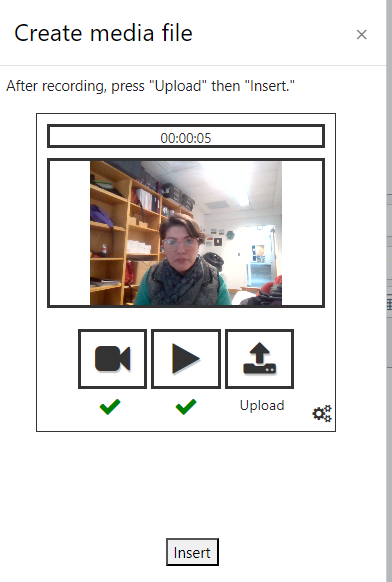 Create media file
×
After recording, press "Upload" then "Insert."
00:00:05
Upload
Insert